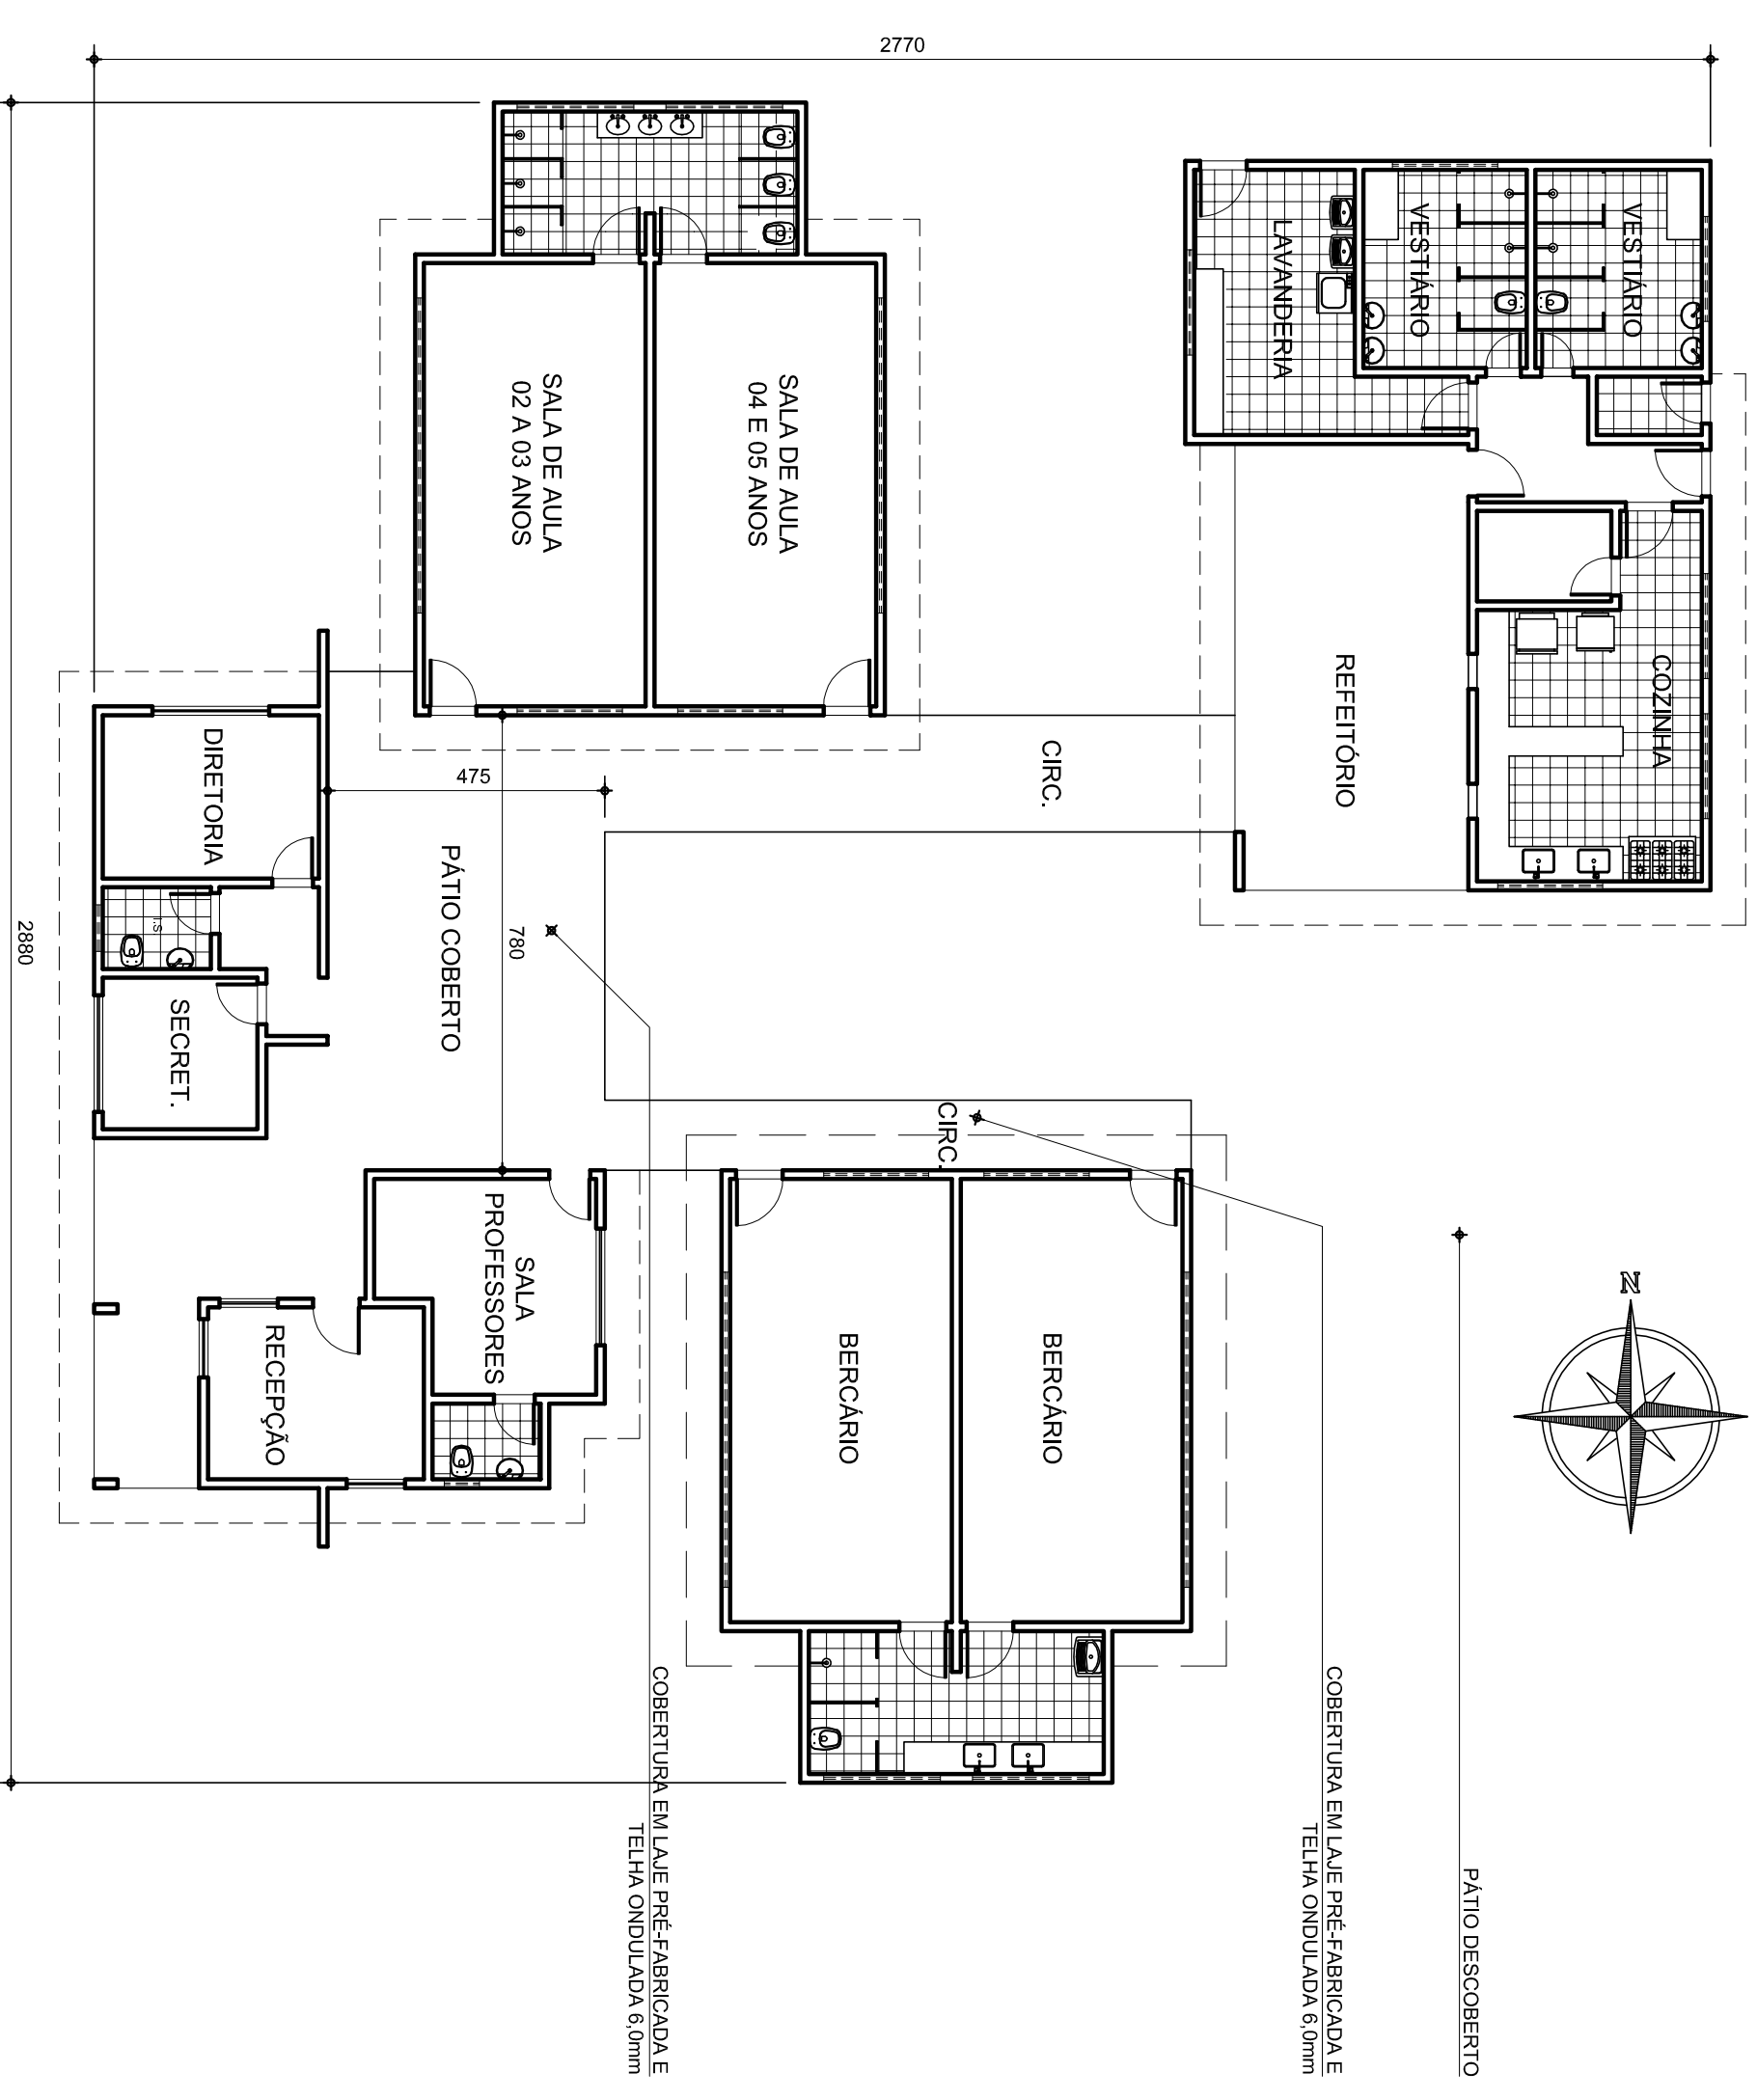 2770
VESTIÁRIO
VESTIÁRIO
LAVANDERIA
SALA DE AULA
04 E 05 ANOS
SALA DE AULA
02 A 03 ANOS
COZINHA
REFEITÓRIO
CIRC.
475
DIRETORIA
PÁTIO COBERTO
780
2880
I.S
SECRET.
CIRC.
SALA
PROFESSORES
RECEPÇÃO
BERCÁRIO
BERCÁRIO
N
COBERTURA EM LAJE PRÉ-FABRICADA E
TELHA ONDULADA 6,0mm
COBERTURA EM LAJE PRÉ-FABRICADA E
TELHA ONDULADA 6,0mm
PÁTIO DESCOBERTO